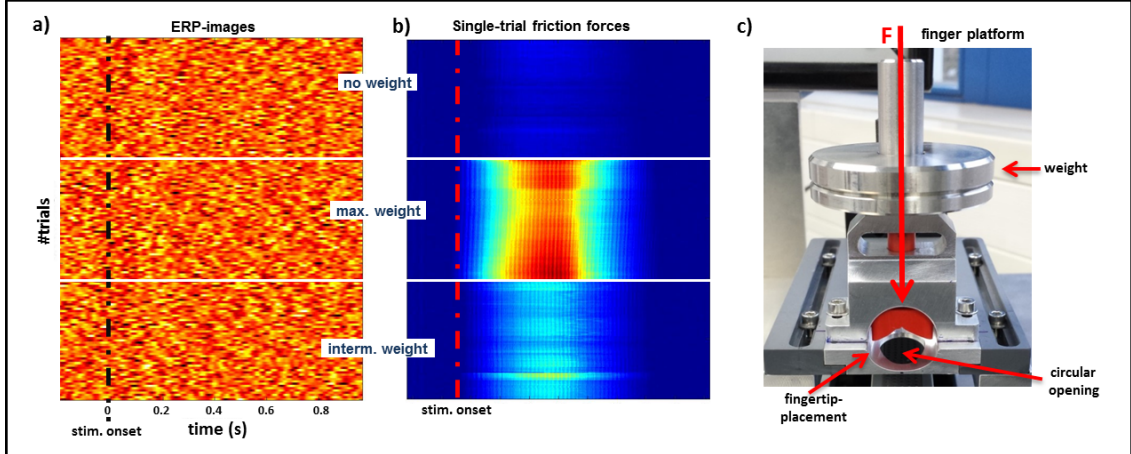 a)
ERP-images
#trials
0
0.2
0.4
0.6
0.8
stim. onset
time (s)
b)
Single-trial friction forces
no weight
max. weight
interm. weight
stim. onset
c)
F
finger platform
weight
circular
opening
fingertip-
placement